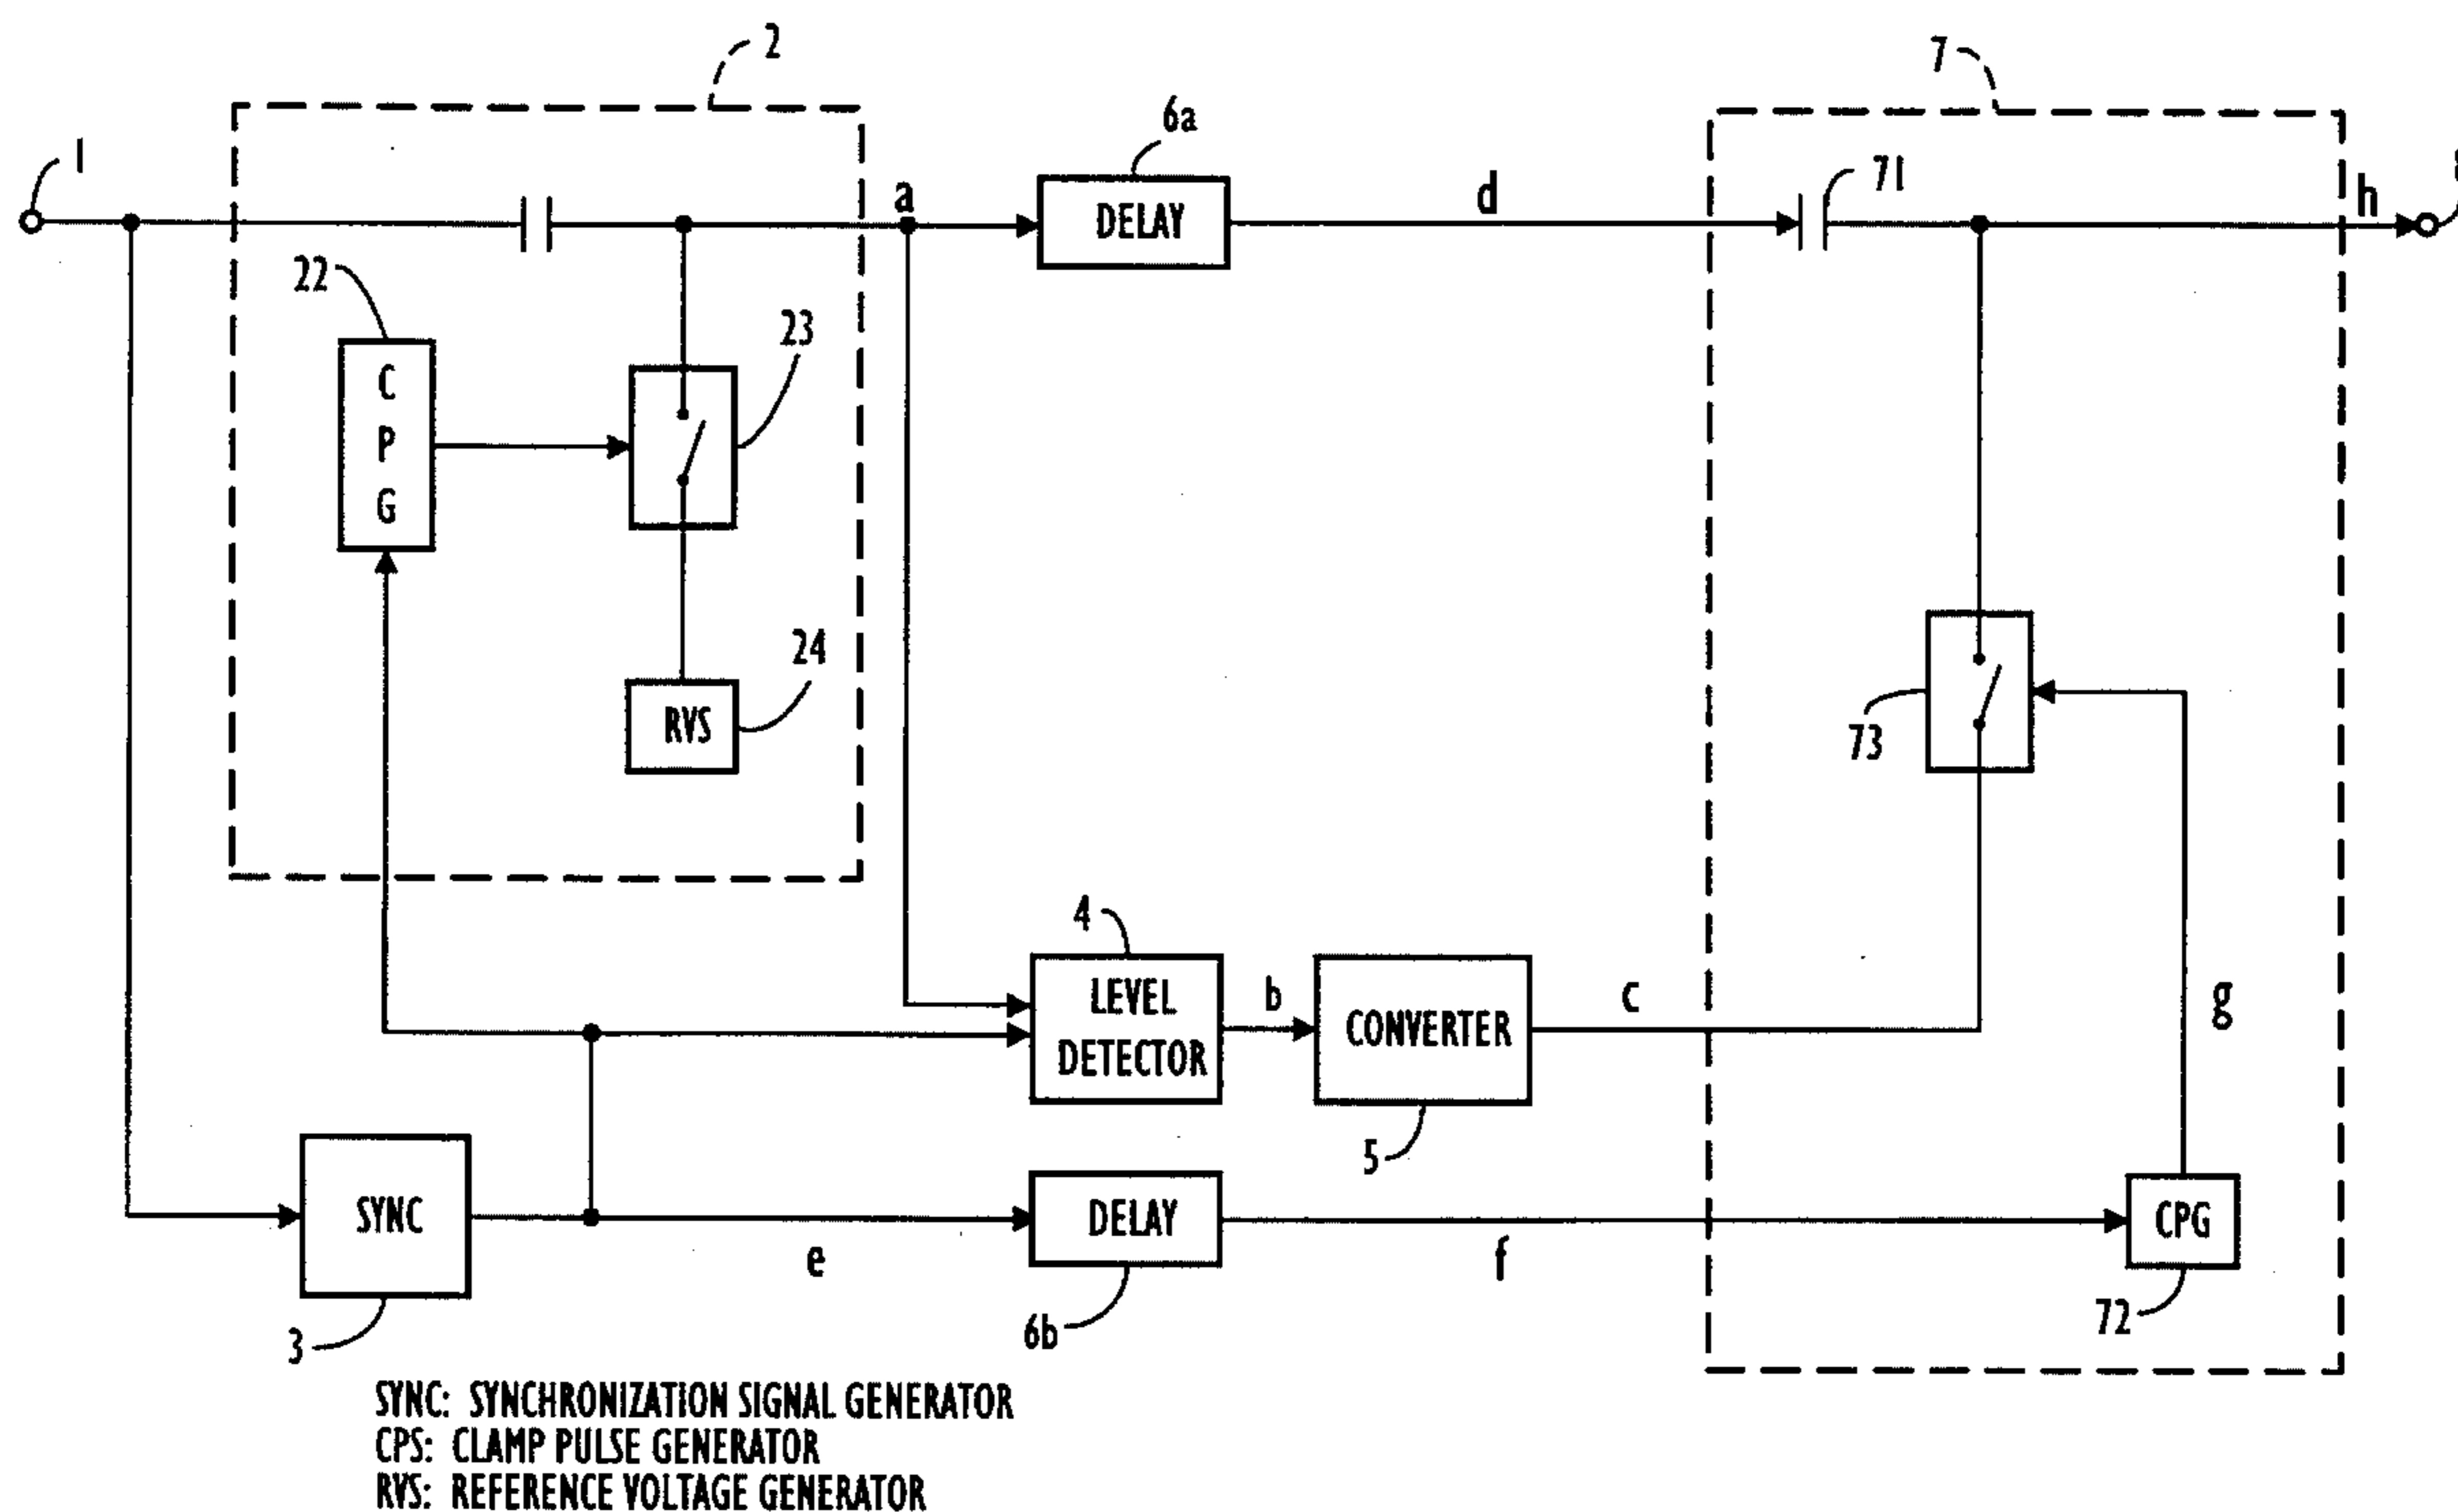 2
7
6a
1
a
DELAY
d
71
h
22
23
C
P
G
24
RVS
73
4
LEVEL
DETECTOR
b
CONVERTER
c
g
5
SYNC
e
DELAY
f
CPG
3
6b
72
SYNC: SYNCHRONIZATION SIGNAL GENERATOR
CPS: CLAMP PULSE GENERATOR
RVS: REFERENCE VOLTAGE GENERATOR